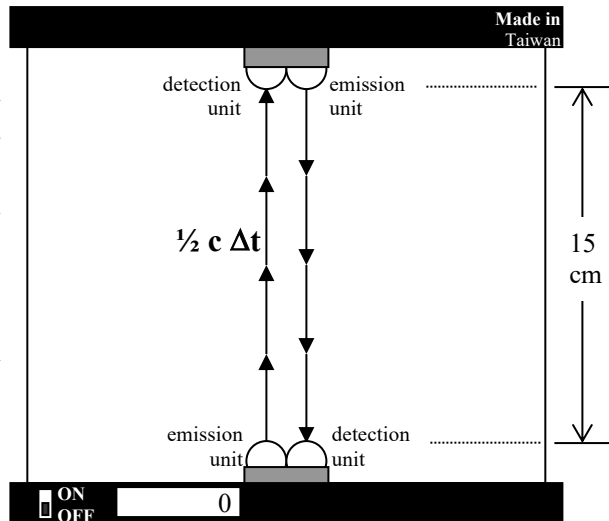 Made in
Taiwan
detection
unit
emission
unit
½ c Δt
15
cm
emission
unit
detection
unit
ON
OFF
0